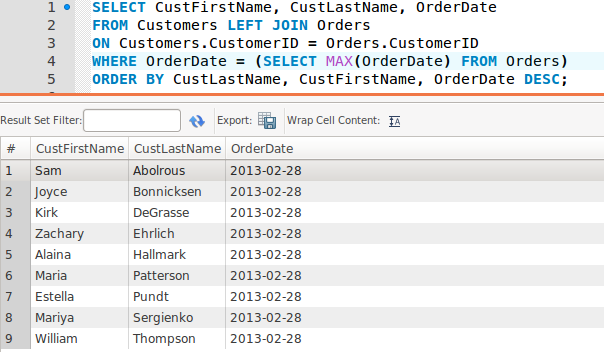 1 SELECT CustFirstName, CustLastName, OrderDate
2 FROM Customers LEFT JOIN Orders
3 ON Customers.CustomerID = Orders.CustomerID
4 WHERE OrderDate = (SELECT MAX(OrderDate) FROM Orders)
5 ORDER BY CustLastName, CustFirstName, OrderDate DESC;
Result Set Filter: Export: Wrap Cell Content: IA
# CustFirstName CustLastName OrderDate
1 Sam Abolrous 2013-02-28
2 Joyce Bonnicksen 2013-02-28
3 Kirk DeGrasse 2013-02-28
4 Zachary Ehrlich 2013-02-28
5 Alaina Hallmark 2013-02-28
6 Maria Patterson 2013-02-28
7 Estella Pundt 2013-02-28
8 Mariya Sergienko 2013-02-28
9 William Thompson 2013-02-28